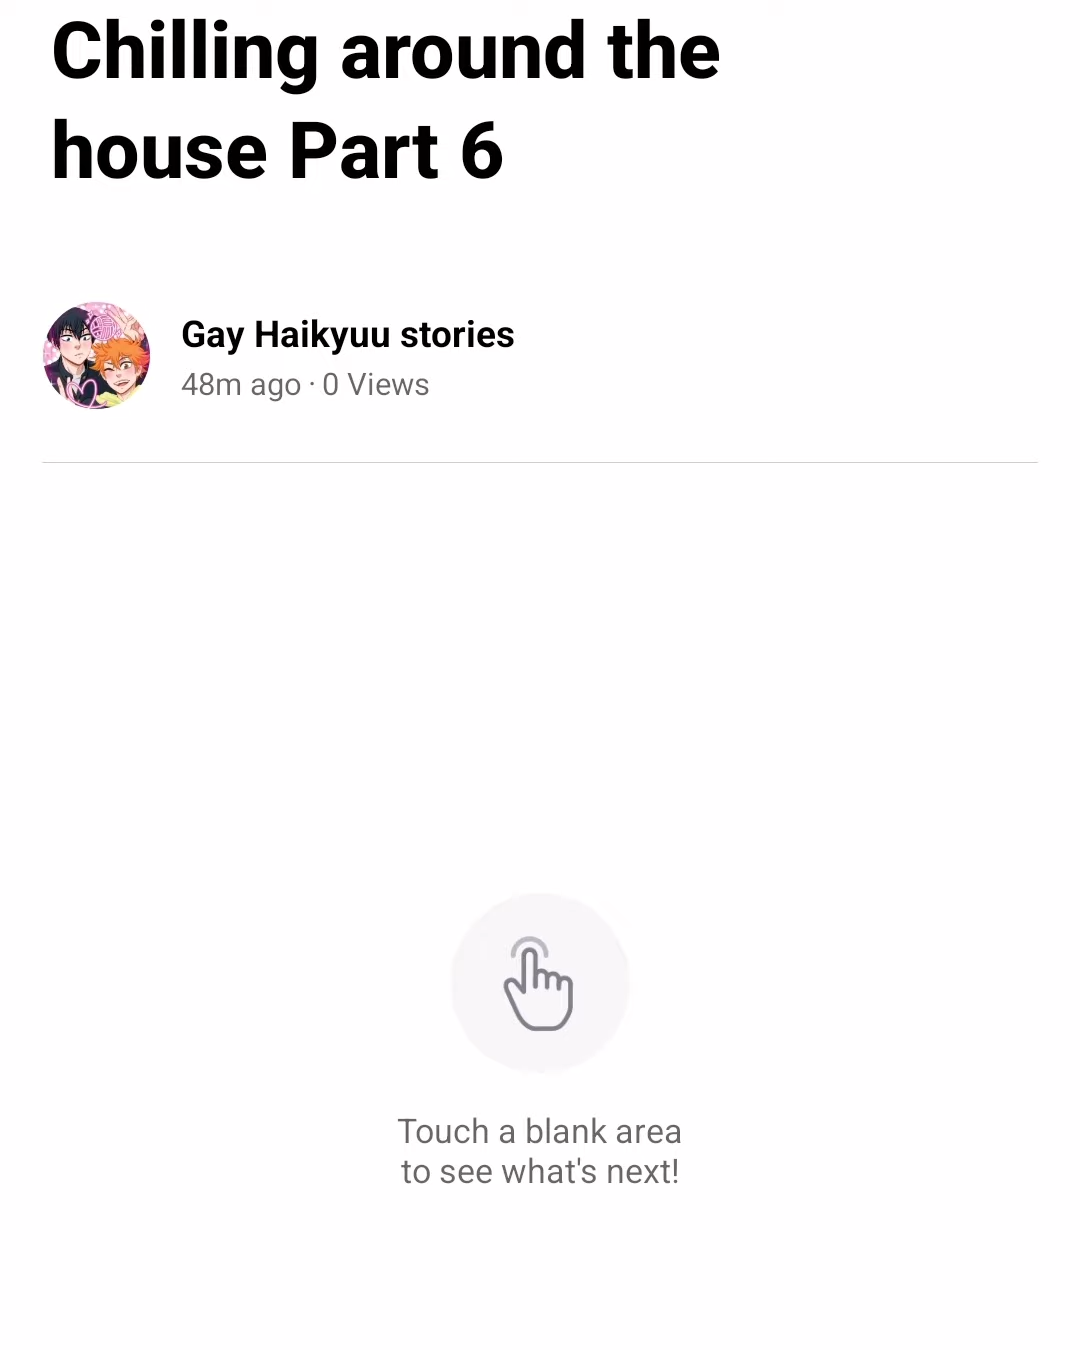 Chilling around the
house Part 6
Gay Haikyuu stories
48m ago · 0 Views
Touch a blank area
to see what's next!